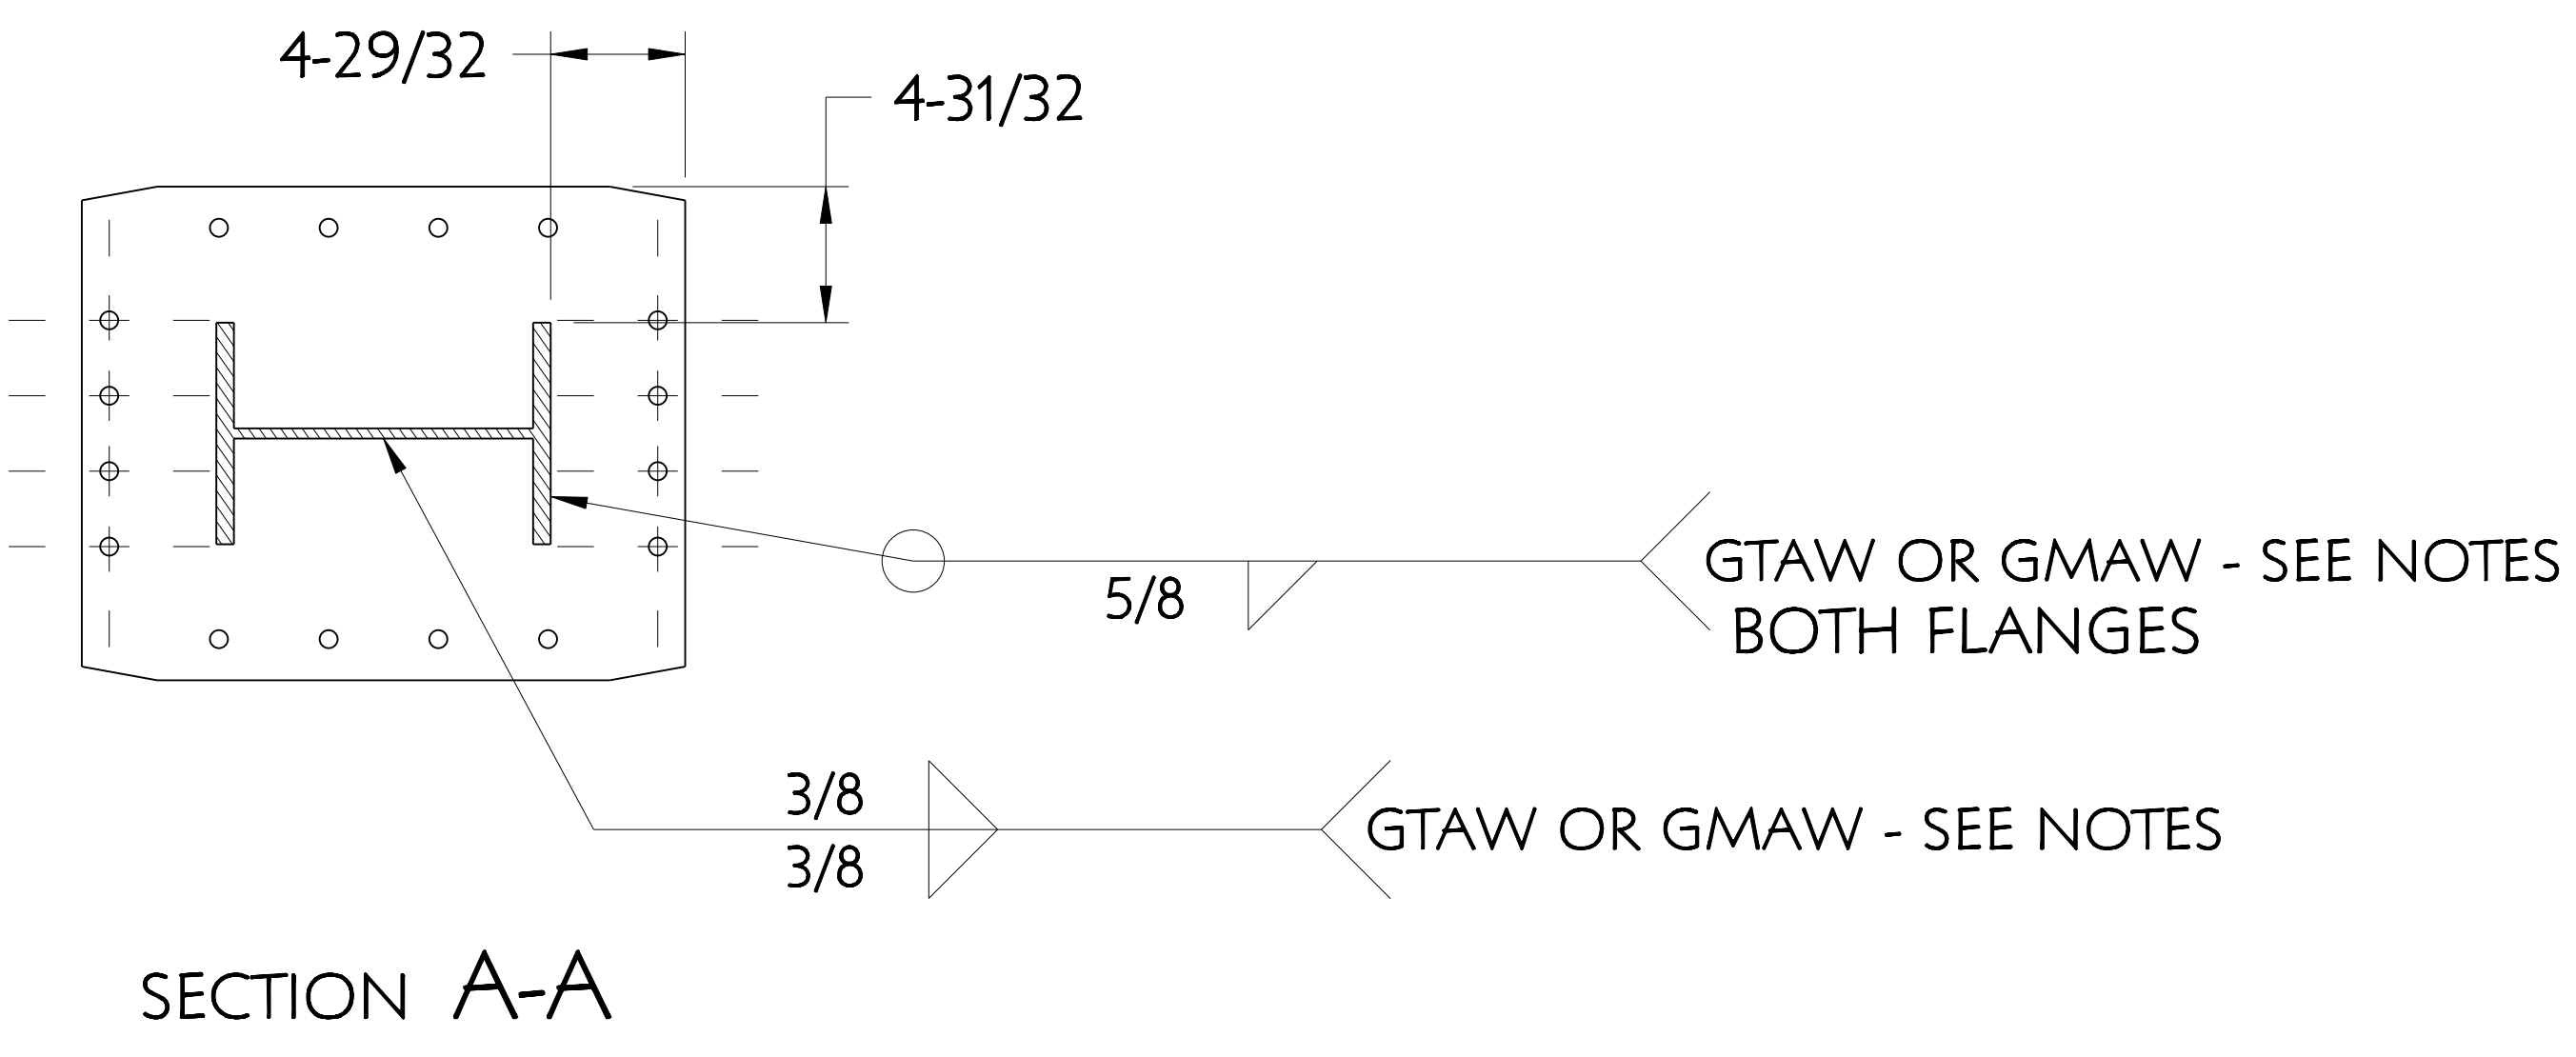 4-29/32
4-31/32
GTAW OR GMAW - SEE NOTES
BOTH FLANGES
5/8
3/8
3/8
GTAW OR GMAW - SEE NOTES
SECTION A-A